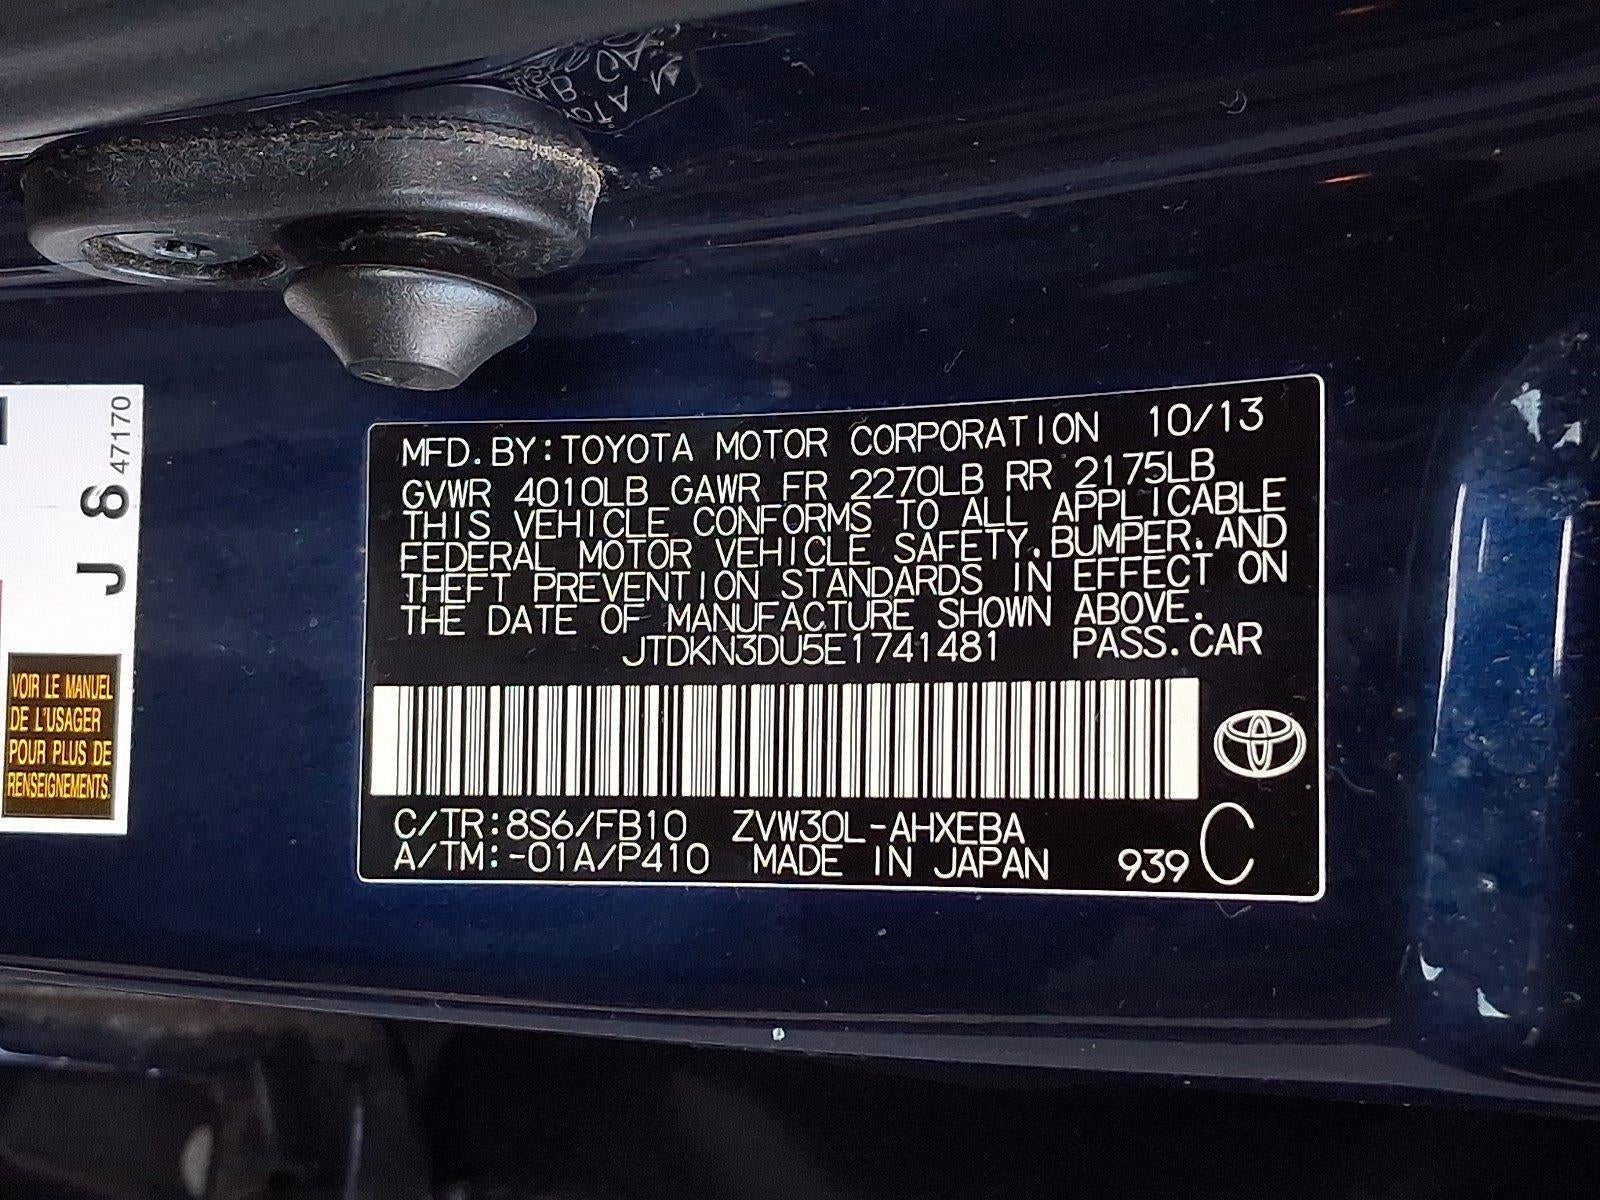 MFD. BY: TOYOTA MOTOR CORPORATION 10/13
GVWR 4010LB GAWR FR 2270LB RR 2175LB
THIS VEHICLE CONFORMS TO ALL APPLICABLE
FEDERAL MOTOR VEHICLE SAFETY, BUMPER, AND
THEFT PREVENTION STANDARDS IN EFFECT ON
THE DATE OF MANUFACTURE SHOWN ABOVE.
JTDKN3DU5E1741481 PASS. CAR
C/TR: 8S6/FB10 ZVW30L-AHXEBA
A/TM: -01A/P410 MADE IN JAPAN 939 C
47170
J 8
VOIR LE MANUEL
DE L'USAGER
POUR PLUS DE
RENSEIGNEMENTS.